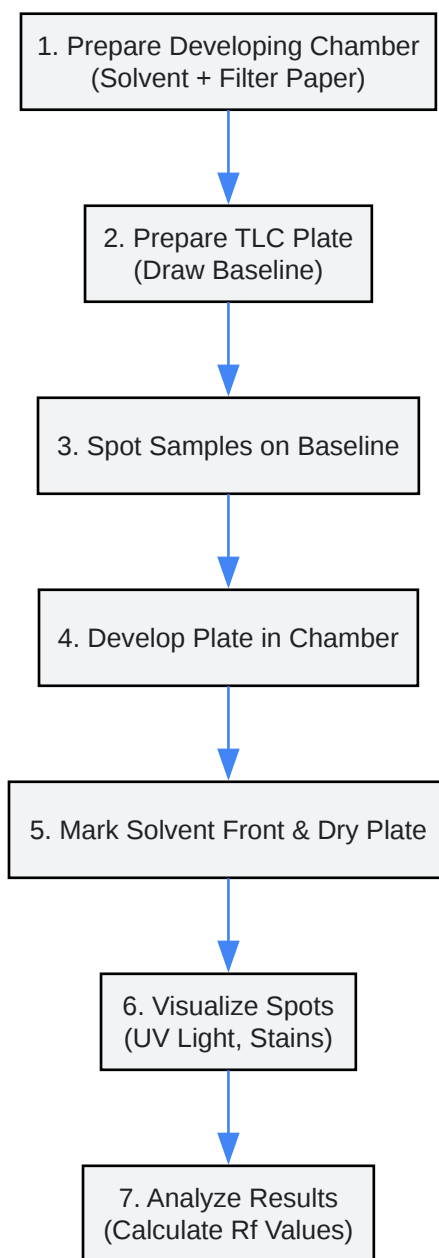 1. Prepare Developing Chamber
(Solvent + Filter Paper)
2. Prepare TLC Plate
(Draw Baseline)
3. Spot Samples on Baseline
4. Develop Plate in Chamber
5. Mark Solvent Front & Dry Plate
6. Visualize Spots
(UV Light, Stains)
7. Analyze Results
(Calculate Rf Values)